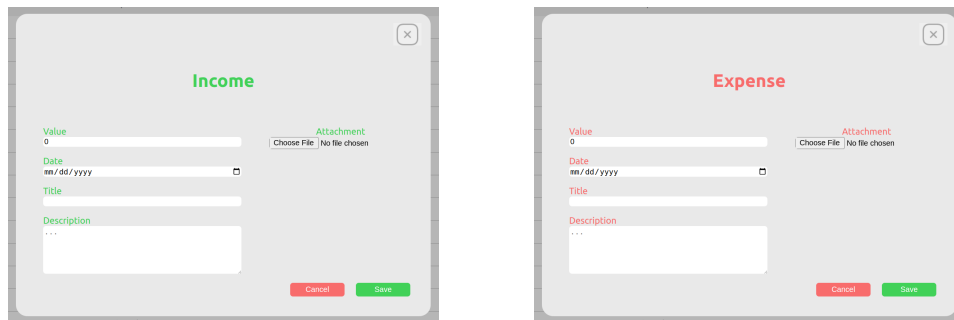 Income
Value
Attachment
0
Choose File No file chosen
Date
mm/dd/yyyy
Title
Description
...
Cancel Save
Expense
Value
Attachment
0
Choose File No file chosen
Date
mm/dd/yyyy
Title
Description
...
Cancel Save